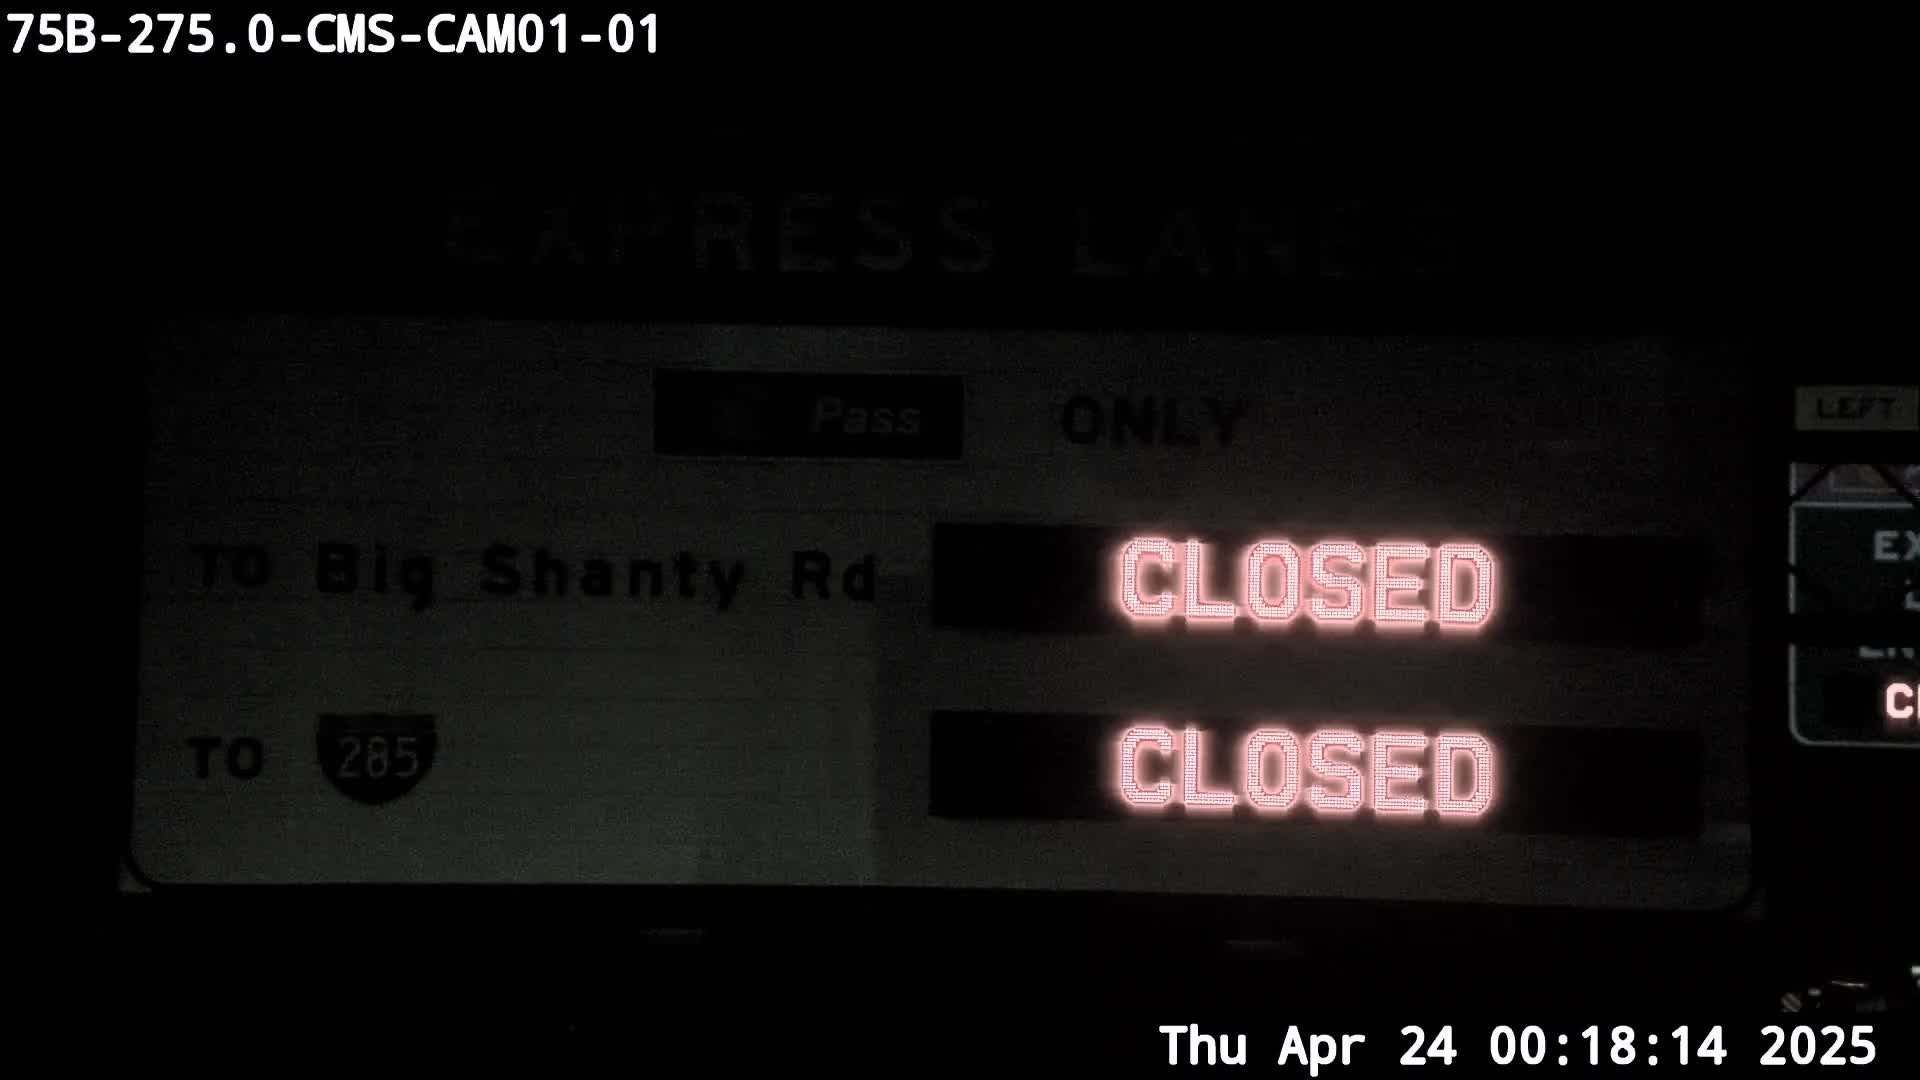 75B-275.0-CMS-CAM01-01
EXPRESS LANES
Pass ONLY
TO Big Shanty Rd CLOSED
TO 285 CLOSED
LEFT
EX
C
Thu Apr 24 00:18:14 2025